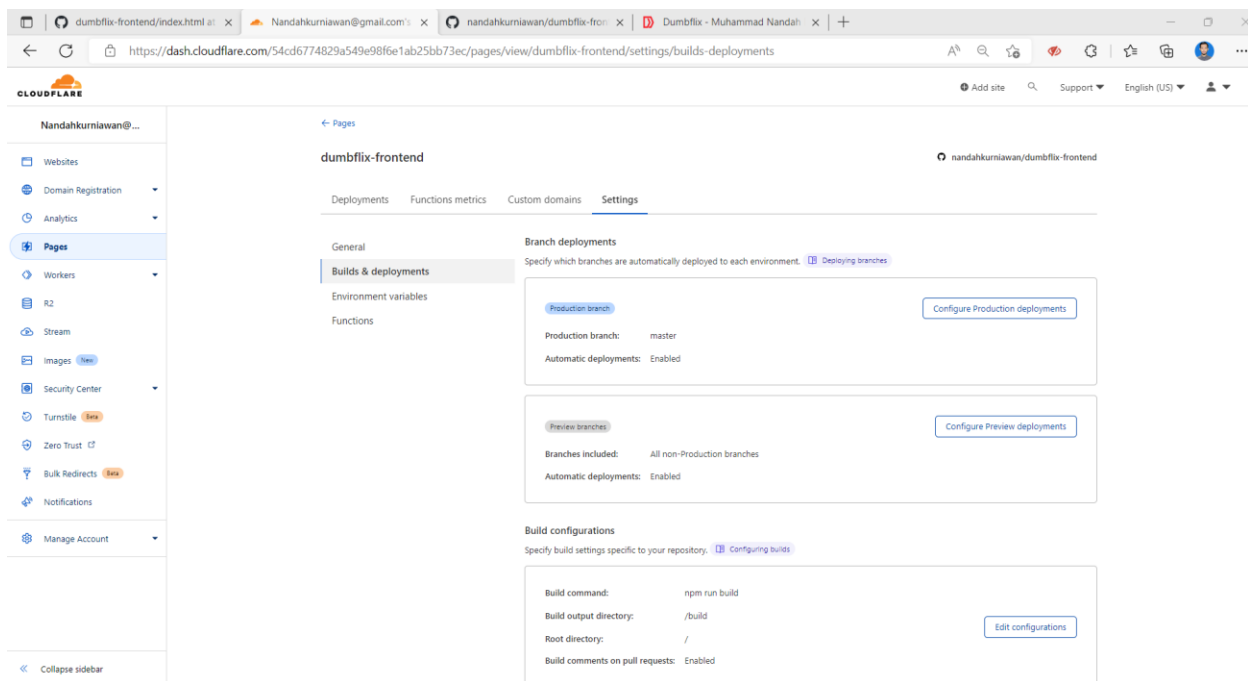 dumbflix-frontend/index.html at
Nandahkurniawan@gmail.com's
nandahkurniawan/dumbflix-fron
Dumbflix - Muhammad Nandah
https://dash.cloudflare.com/54cd6774829a549e98f6e1ab25bb73ec/pages/view/dumbflix-frontend/settings/builds-deployments
CLOUDFLARE
Add site
Support
English (US)
Nandahkurniawan@...
Websites
Domain Registration
Analytics
Pages
Workers
R2
Stream
Images New
Security Center
Turnstile Beta
Zero Trust
Bulk Redirects Beta
Notifications
Manage Account
Collapse sidebar
← Pages
dumbflix-frontend
nandahkurniawan/dumbflix-frontend
Deployments Functions metrics Custom domains Settings
General
Builds & deployments
Environment variables
Functions
Branch deployments
Specify which branches are automatically deployed to each environment. Deploying branches
Production branch
Configure Production deployments
Production branch: master
Automatic deployments: Enabled
Preview branches
Configure Preview deployments
Branches included: All non-Production branches
Automatic deployments: Enabled
Build configurations
Specify build settings specific to your repository. Configuring builds
Build command: npm run build
Build output directory: /build
Root directory: /
Build comments on pull requests: Enabled
Edit configurations